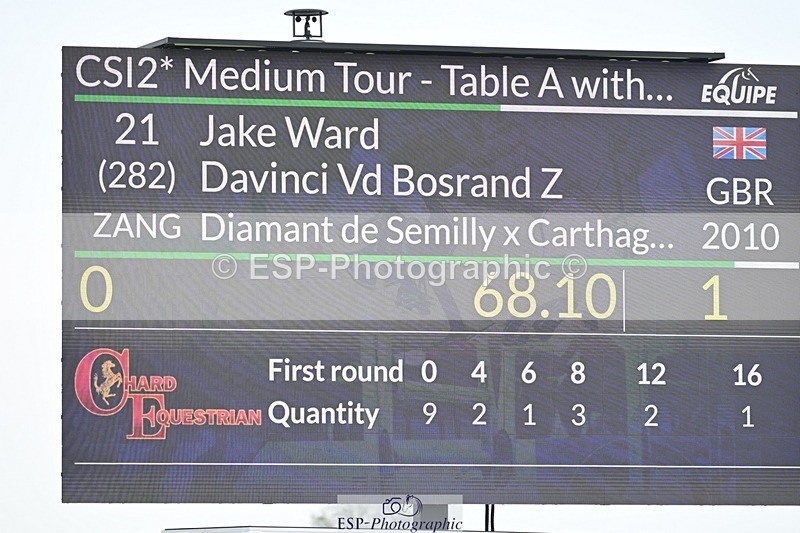 CSI2* Medium Tour - Table A with...
EQUIPE
21 Jake Ward
(282) Davinci Vd Bosrand Z GBR
ZANG Diamant de Semilly x Carthag... 2010
© ESP-Photographic ©
0 68.10 1
CHARD EQUESTRIAN
First round 0 4 6 8 12 16
Quantity 9 2 1 3 2 1
ESP-Photographic